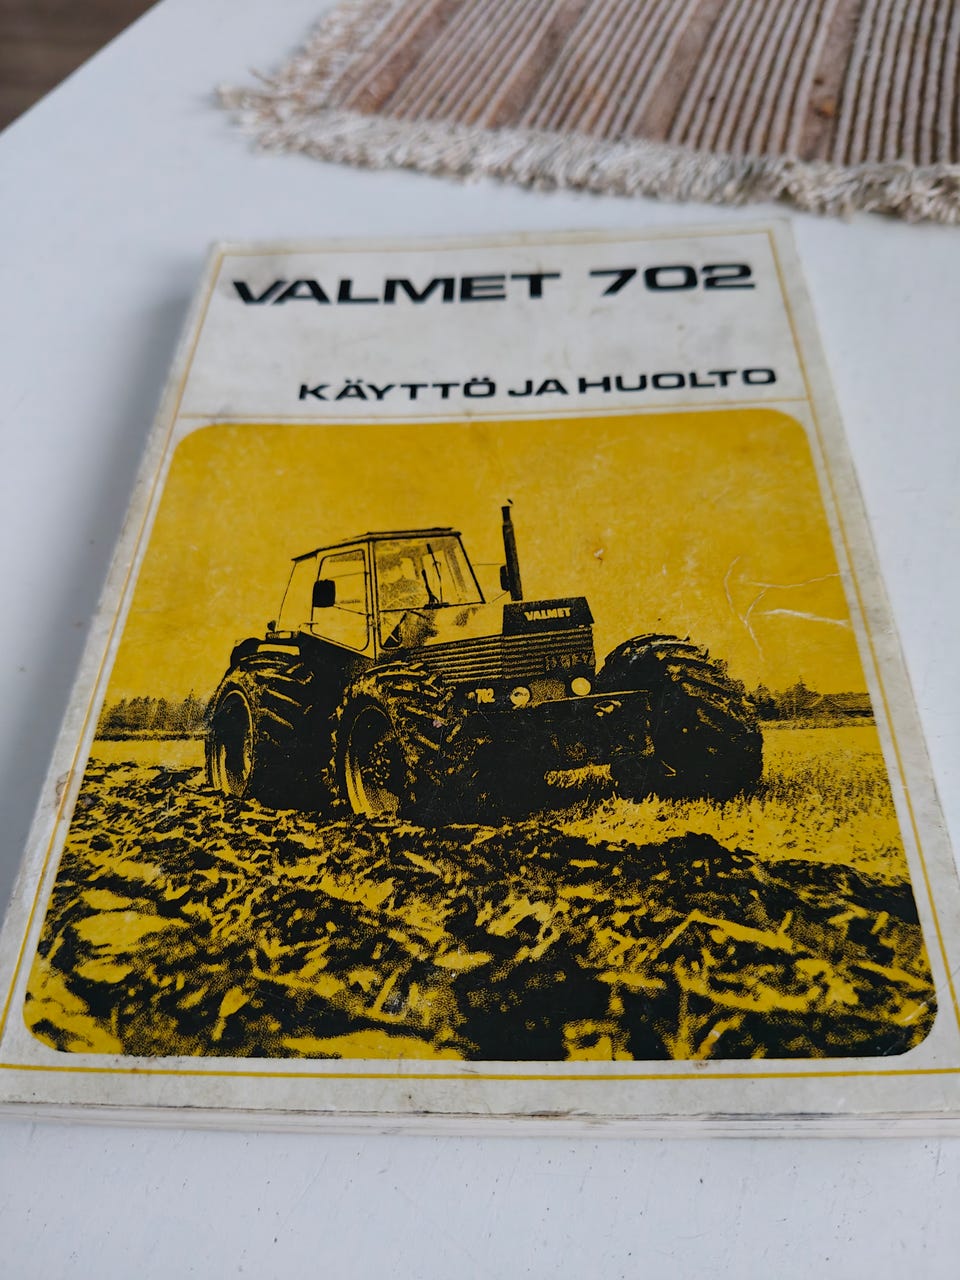 VALMET 702
KÄYTTÖ JA HUOLTO
VALMET
702